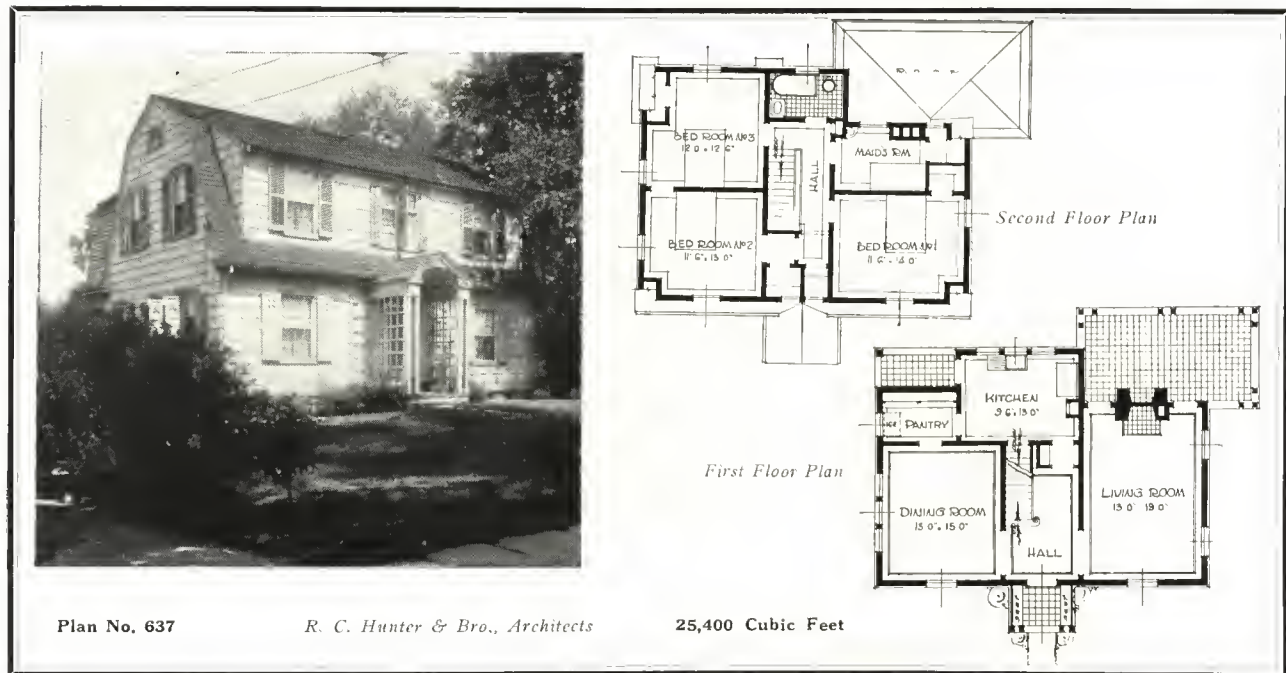 ROOF
BED ROOM No3
12'0" x 12'6"
MAID'S RM.
HALL
BED ROOM No2
11'6" x 13'0"
BED ROOM No1
11'6" x 13'0"
Second Floor Plan
KITCHEN
9'6" x 13'0"
PANTRY
First Floor Plan
DINING ROOM
13'0" x 15'0"
LIVING ROOM
13'0" 19'0"
HALL
Plan No. 637
R. C. Hunter & Bro., Architects
25,400 Cubic Feet